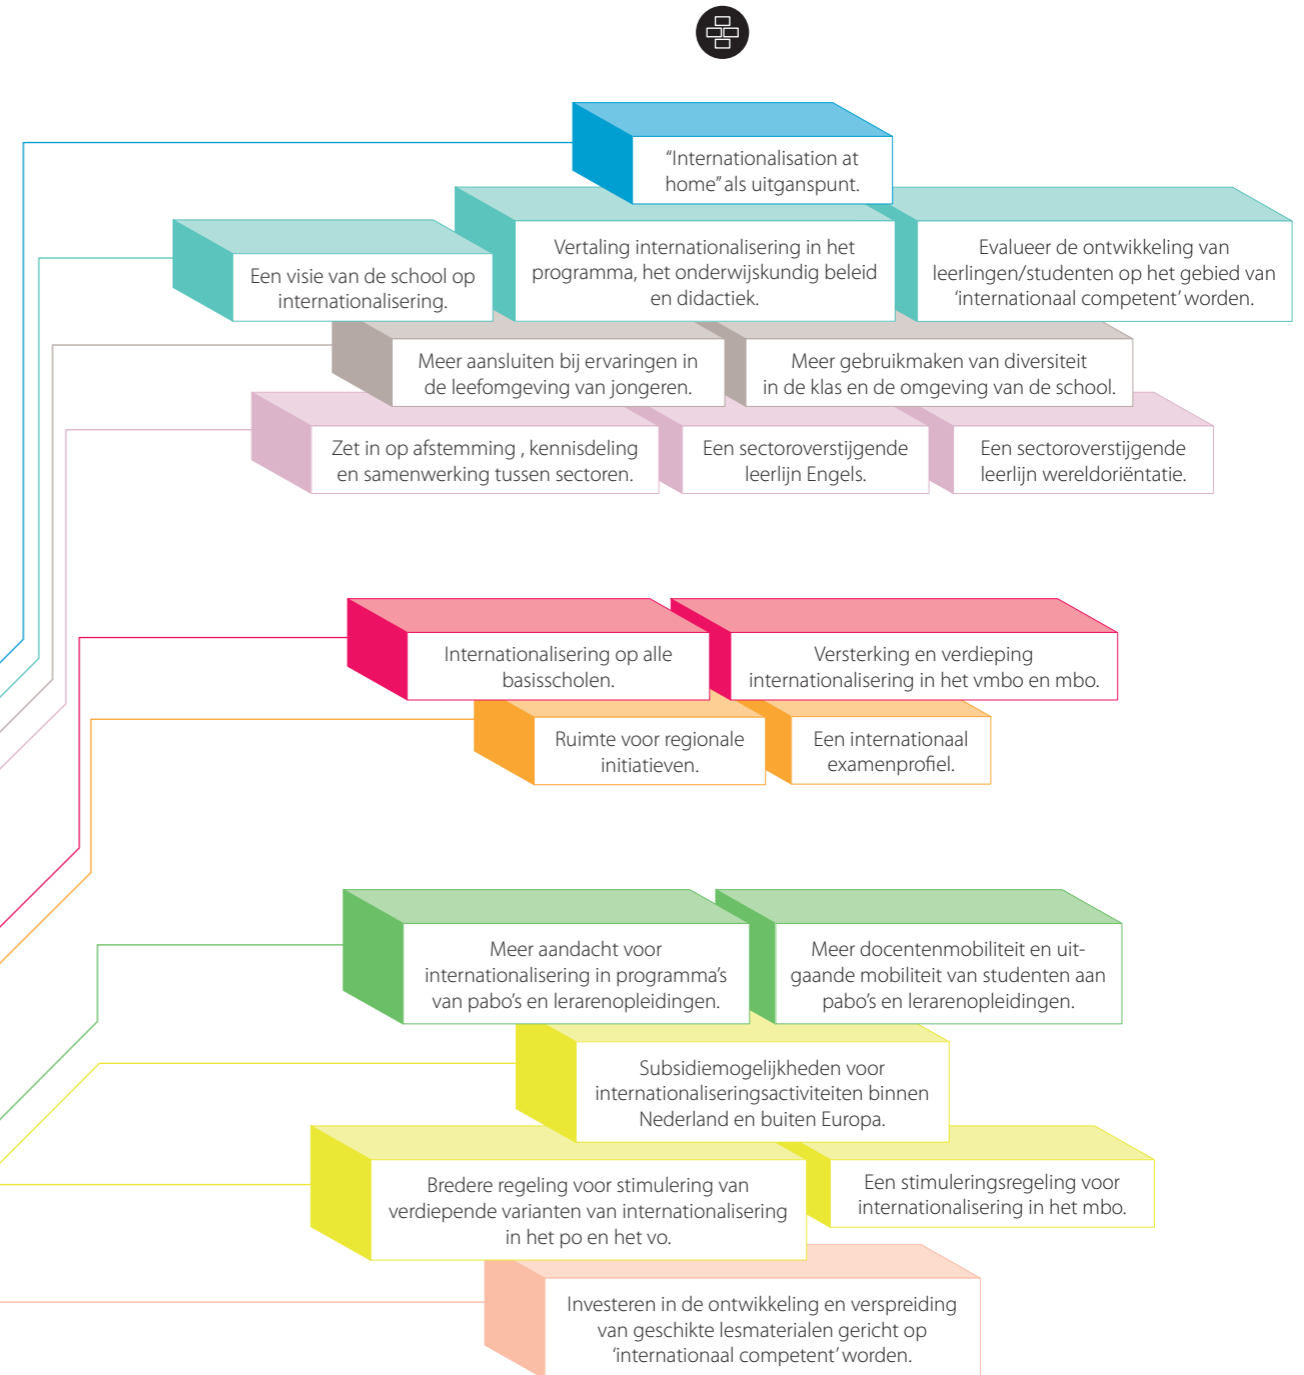 “Internationalisation at
home” als uitganspunt.
Een visie van de school op
internationalisering.
Vertaling internationalisering in het
programma, het onderwijskundig beleid
en didactiek.
Evalueer de ontwikkeling van
leerlingen/studenten op het gebied van
‘internationaal competent’ worden.
Meer aansluiten bij ervaringen in
de leefomgeving van jongeren.
Meer gebruikmaken van diversiteit
in de klas en de omgeving van de school.
Zet in op afstemming , kennisdeling
en samenwerking tussen sectoren.
Een sectoroverstijgende
leerlijn Engels.
Een sectoroverstijgende
leerlijn wereldoriëntatie.
Internationalisering op alle
basisscholen.
Versterking en verdieping
internationalisering in het vmbo en mbo.
Ruimte voor regionale
initiatieven.
Een internationaal
examenprofiel.
Meer aandacht voor
internationalisering in programma’s
van pabo’s en lerarenopleidingen.
Meer docentenmobiliteit en uit-
gaande mobiliteit van studenten aan
pabo’s en lerarenopleidingen.
Subsidiemogelijkheden voor
internationaliseringsactiviteiten binnen
Nederland en buiten Europa.
Bredere regeling voor stimulering van
verdiepende varianten van internationalisering
in het po en het vo.
Een stimuleringsregeling voor
internationalisering in het mbo.
Investeren in de ontwikkeling en verspreiding
van geschikte lesmaterialen gericht op
‘internationaal competent’ worden.